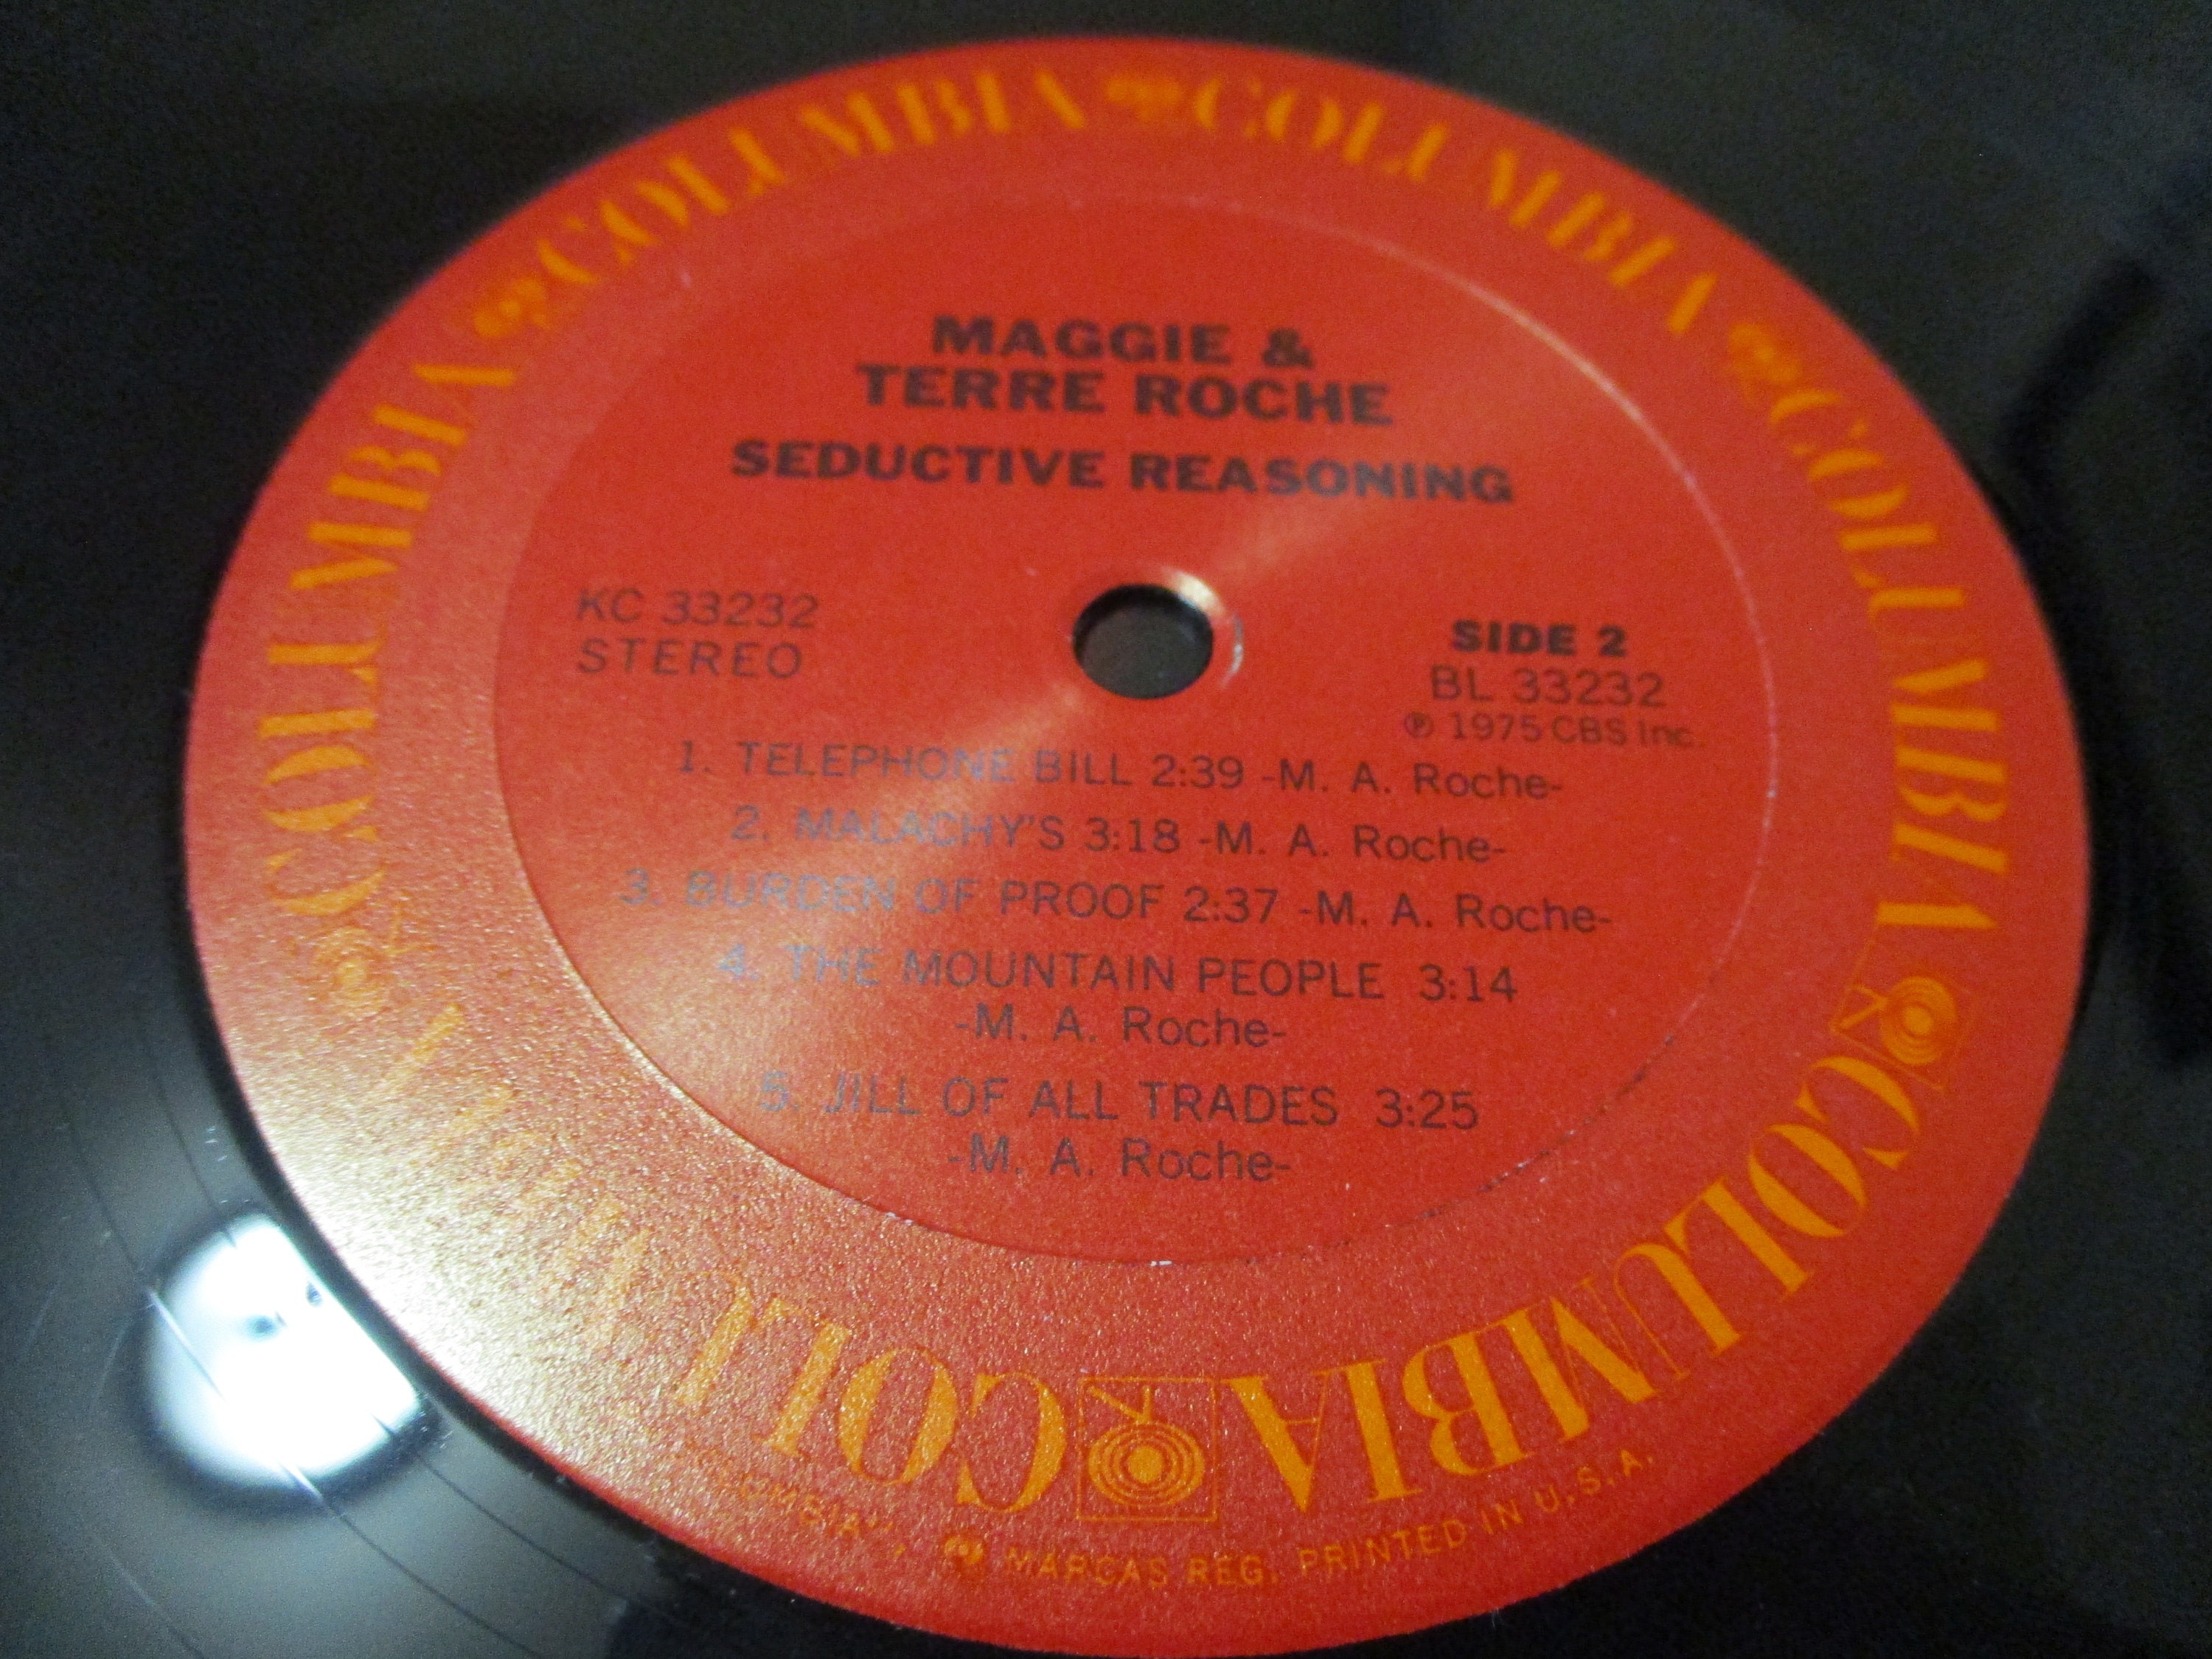 COLUMBIA COLUMBIA COLUMBIA COLUMBIA COLUMBIA
MAGGIE &
TERRE ROCHE
SEDUCTIVE REASONING
KC 33232
STEREO
SIDE 2
BL 33232
℗ 1975 CBS Inc.
1. TELEPHONE BILL 2:39 -M. A. Roche-
2. MALACHY'S 3:18 -M. A. Roche-
3. BURDEN OF PROOF 2:37 -M. A. Roche-
4. THE MOUNTAIN PEOPLE 3:14
-M. A. Roche-
5. JILL OF ALL TRADES 3:25
-M. A. Roche-
MARCAS REG. PRINTED IN U.S.A.